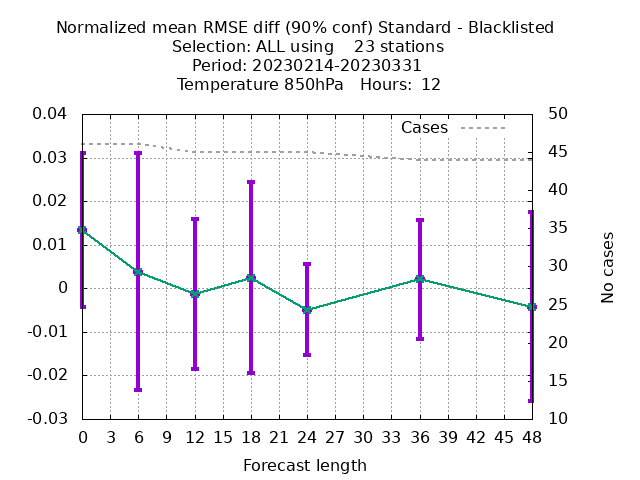 Normalized mean RMSE diff (90% conf) Standard - Blacklisted
Selection: ALL using    23 stations
Period: 20230214-20230331
Temperature 850hPa   Hours:  12
Cases
0.04
0.03
0.02
0.01
0
-0.01
-0.02
-0.03
50
45
40
35
30
25
20
15
10
No cases
0 3 6 9 12 15 18 21 24 27 30 33 36 39 42 45 48
Forecast length